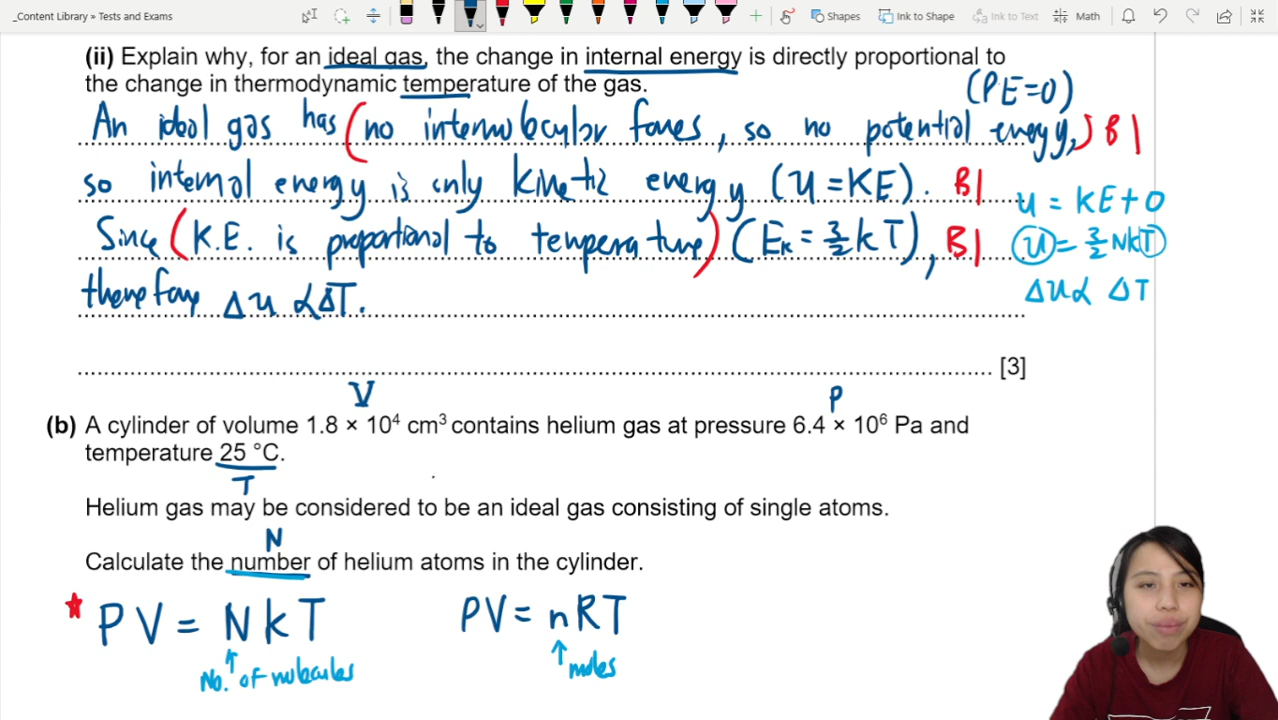 _Content Library » Tests and Exams
Shapes Ink to Shape Ink to Text Math
(ii) Explain why, for an ideal gas, the change in internal energy is directly proportional to
the change in thermodynamic temperature of the gas.
(PE=0)
An ideal gas has (no intermolecular forces, so no potential energy,) B1
so internal energy is only kinetic energy (U = KE). B1
U = KE + 0
Since (K.E. is proportional to temperature) (Ek = 3/2 kT), B1
U = 3/2 NkT
therefore ΔU ∝ ΔT.
ΔU ∝ ΔT
[3]
V P
(b) A cylinder of volume 1.8 × 10⁴ cm³ contains helium gas at pressure 6.4 × 10⁶ Pa and
temperature 25 °C.
T
Helium gas may be considered to be an ideal gas consisting of single atoms.
N
Calculate the number of helium atoms in the cylinder.
PV = NkT PV = nRT
No. of molecules moles